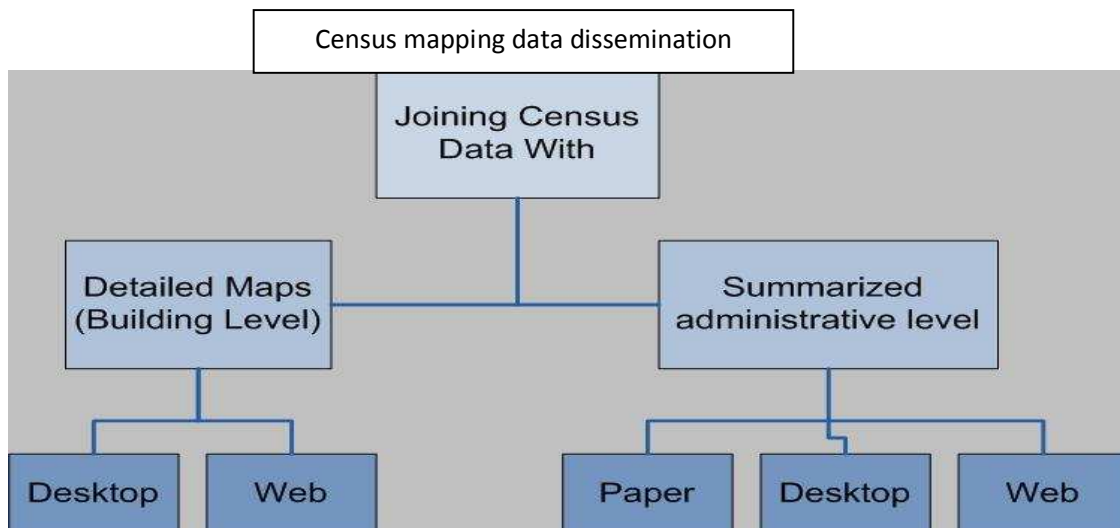 Census mapping data dissemination
Joining Census
Data With
Detailed Maps
(Building Level)
Summarized
administrative level
Desktop
Web
Paper
Desktop
Web